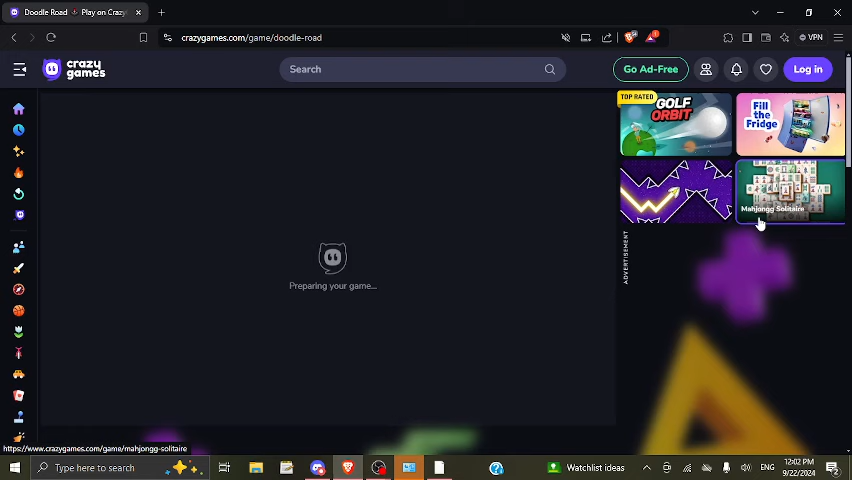 Doodle Road
Play on Crazy
crazygames.com/game/doodle-road
VPN
crazy
games
Search
Go Ad-Free
Log in
TOP RATED
GOLF
ORBIT
Fill
the
Fridge
Mahjongg Solitaire
ADVERTISEMENT
Preparing your game...
https://www.crazygames.com/game/mahjongg-solitaire
Type here to search
Watchlist ideas
ENG
12:02 PM
9/22/2024